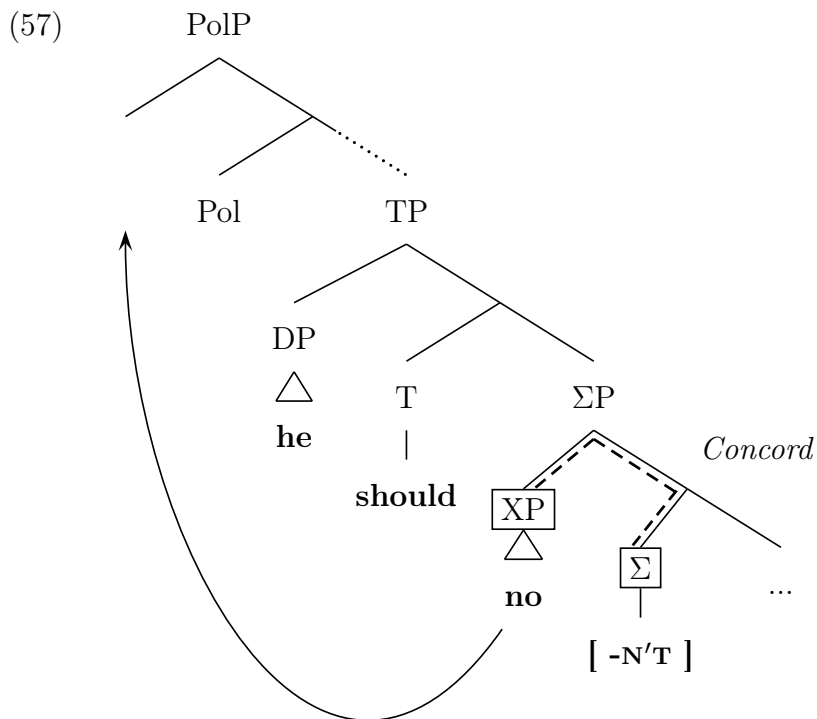 (57) PolP
Pol TP
DP T ΣP
he Concord
should XP
Σ
no ...
[ -N′T ]